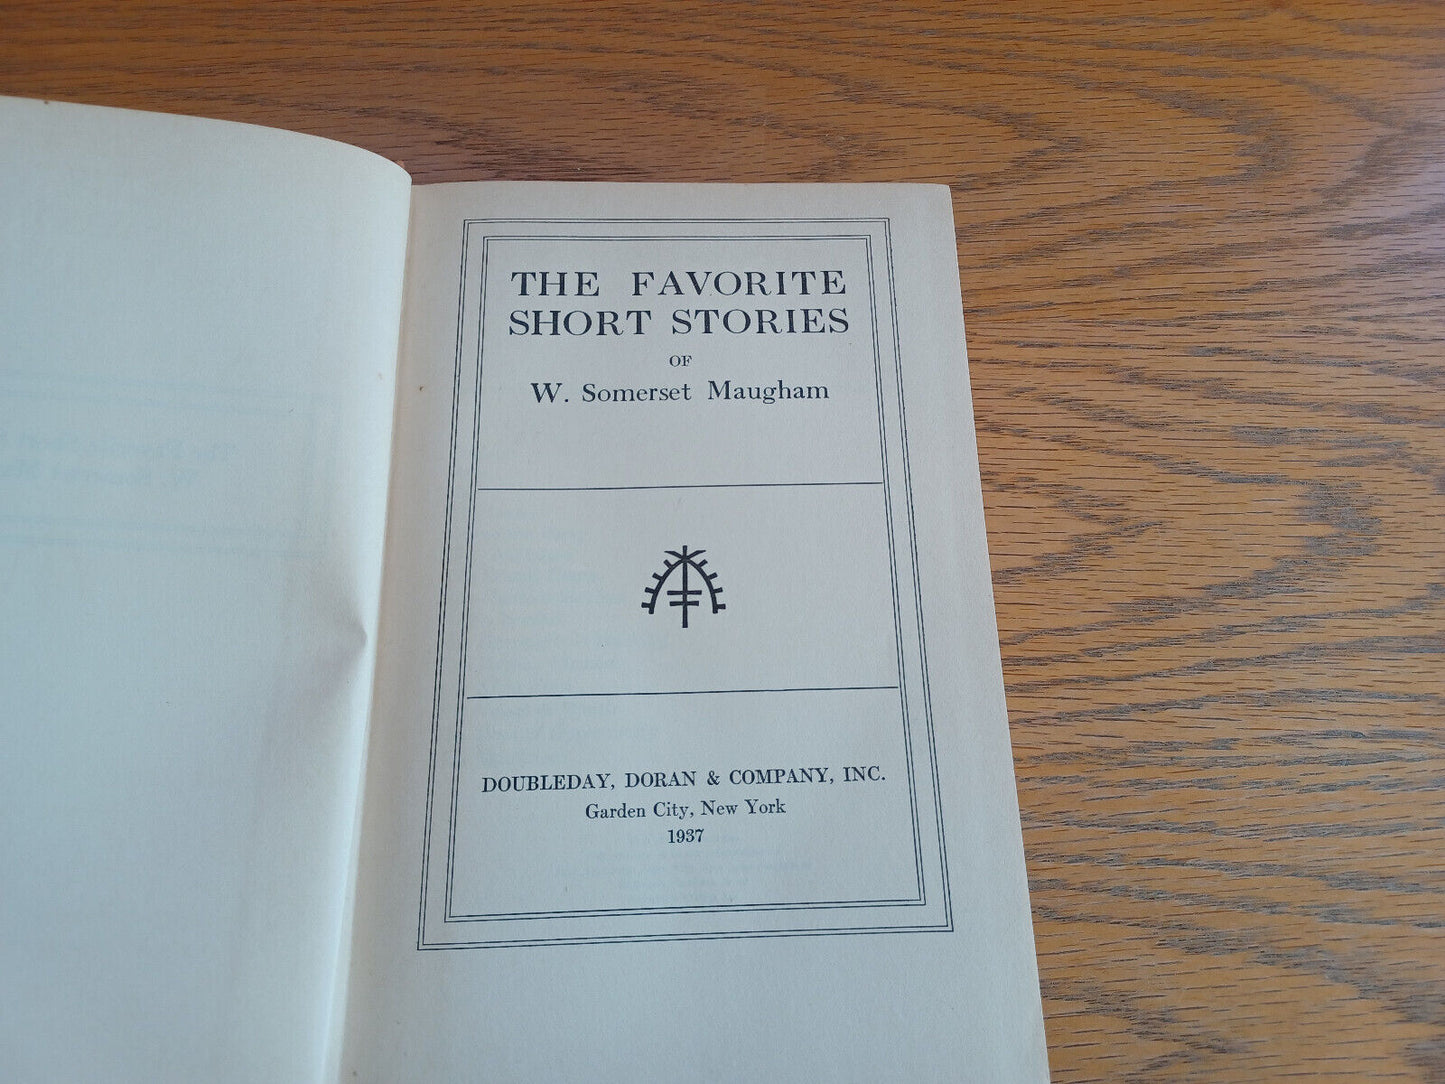 THE FAVORITE
SHORT STORIES
OF
W. Somerset Maugham
DOUBLEDAY, DORAN & COMPANY, INC.
Garden City, New York
1937